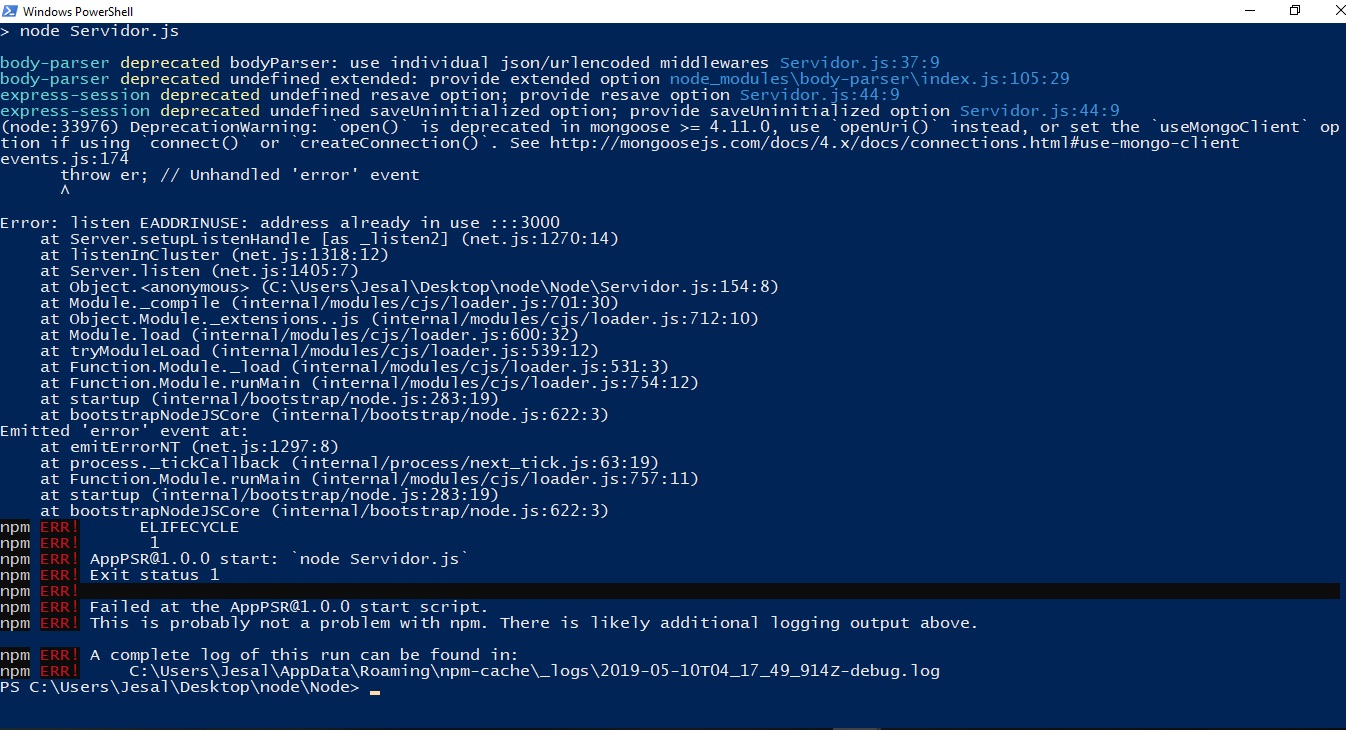 Windows PowerShell
> node Servidor.js
body-parser deprecated bodyParser: use individual json/urlencoded middlewares Servidor.js:37:9
body-parser deprecated undefined extended: provide extended option node_modules\body-parser\index.js:105:29
express-session deprecated undefined resave option; provide resave option Servidor.js:44:9
express-session deprecated undefined saveUninitialized option; provide saveUninitialized option Servidor.js:44:9
(node:33976) DeprecationWarning: `open()` is deprecated in mongoose >= 4.11.0, use `openUri()` instead, or set the `useMongoClient` op
tion if using `connect()` or `createConnection()`. See http://mongoosejs.com/docs/4.x/docs/connections.html#use-mongo-client
events.js:174
      throw er; // Unhandled 'error' event
      ^
Error: listen EADDRINUSE: address already in use :::3000
    at Server.setupListenHandle [as _listen2] (net.js:1270:14)
    at listenInCluster (net.js:1318:12)
    at Server.listen (net.js:1405:7)
    at Object.<anonymous> (C:\Users\Jesal\Desktop\node\Node\Servidor.js:154:8)
    at Module._compile (internal/modules/cjs/loader.js:701:30)
    at Object.Module._extensions..js (internal/modules/cjs/loader.js:712:10)
    at Module.load (internal/modules/cjs/loader.js:600:32)
    at tryModuleLoad (internal/modules/cjs/loader.js:539:12)
    at Function.Module._load (internal/modules/cjs/loader.js:531:3)
    at Function.Module.runMain (internal/modules/cjs/loader.js:754:12)
    at startup (internal/bootstrap/node.js:283:19)
    at bootstrapNodeJSCore (internal/bootstrap/node.js:622:3)
Emitted 'error' event at:
    at emitErrorNT (net.js:1297:8)
    at process._tickCallback (internal/process/next_tick.js:63:19)
    at Function.Module.runMain (internal/modules/cjs/loader.js:757:11)
    at startup (internal/bootstrap/node.js:283:19)
    at bootstrapNodeJSCore (internal/bootstrap/node.js:622:3)
npm ERR!      ELIFECYCLE
npm ERR!       1
npm ERR! AppPSR@1.0.0 start: `node Servidor.js`
npm ERR! Exit status 1
npm ERR!
npm ERR! Failed at the AppPSR@1.0.0 start script.
npm ERR! This is probably not a problem with npm. There is likely additional logging output above.
npm ERR! A complete log of this run can be found in:
npm ERR!     C:\Users\Jesal\AppData\Roaming\npm-cache\_logs\2019-05-10T04_17_49_914Z-debug.log
PS C:\Users\Jesal\Desktop\node\Node>